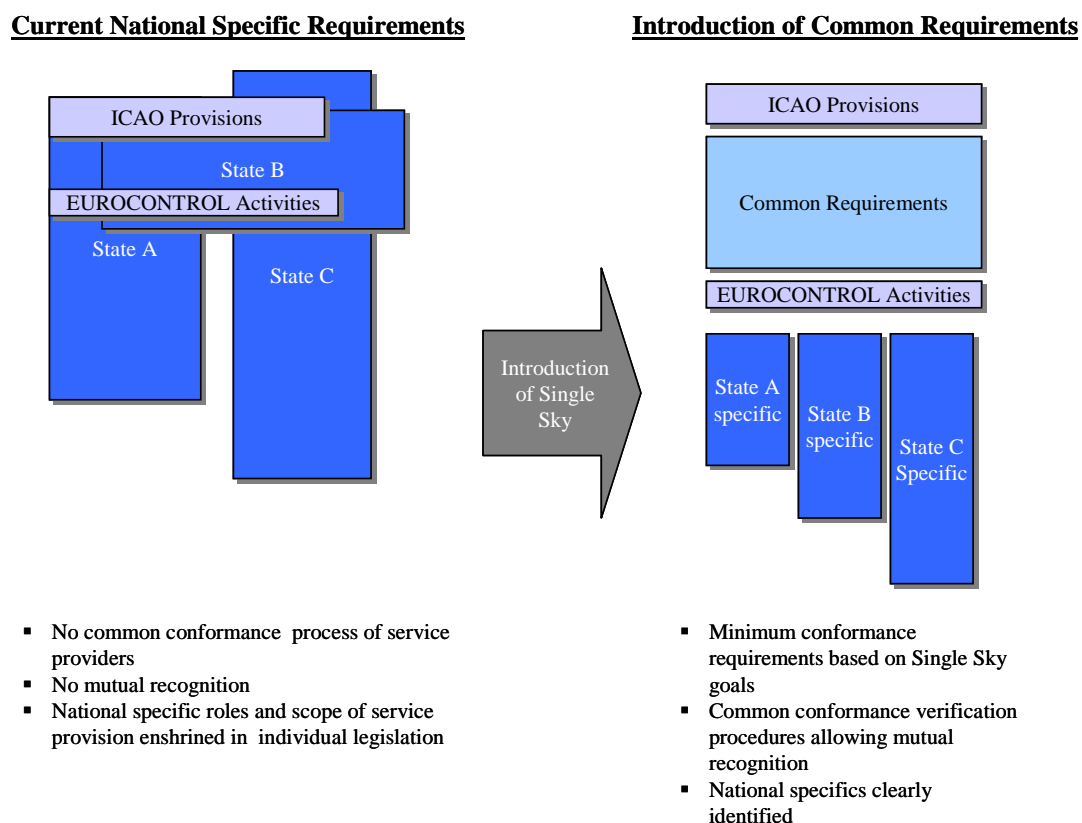 Current National Specific Requirements
ICAO Provisions
State B
EUROCONTROL Activities
State A
State C
▪ No common conformance process of service
providers
▪ No mutual recognition
▪ National specific roles and scope of service
provision enshrined in individual legislation
Introduction
of Single
Sky
Introduction of Common Requirements
ICAO Provisions
Common Requirements
EUROCONTROL Activities
State A
specific
State B
specific
State C
Specific
▪ Minimum conformance
requirements based on Single Sky
goals
▪ Common conformance verification
procedures allowing mutual
recognition
▪ National specifics clearly
identified